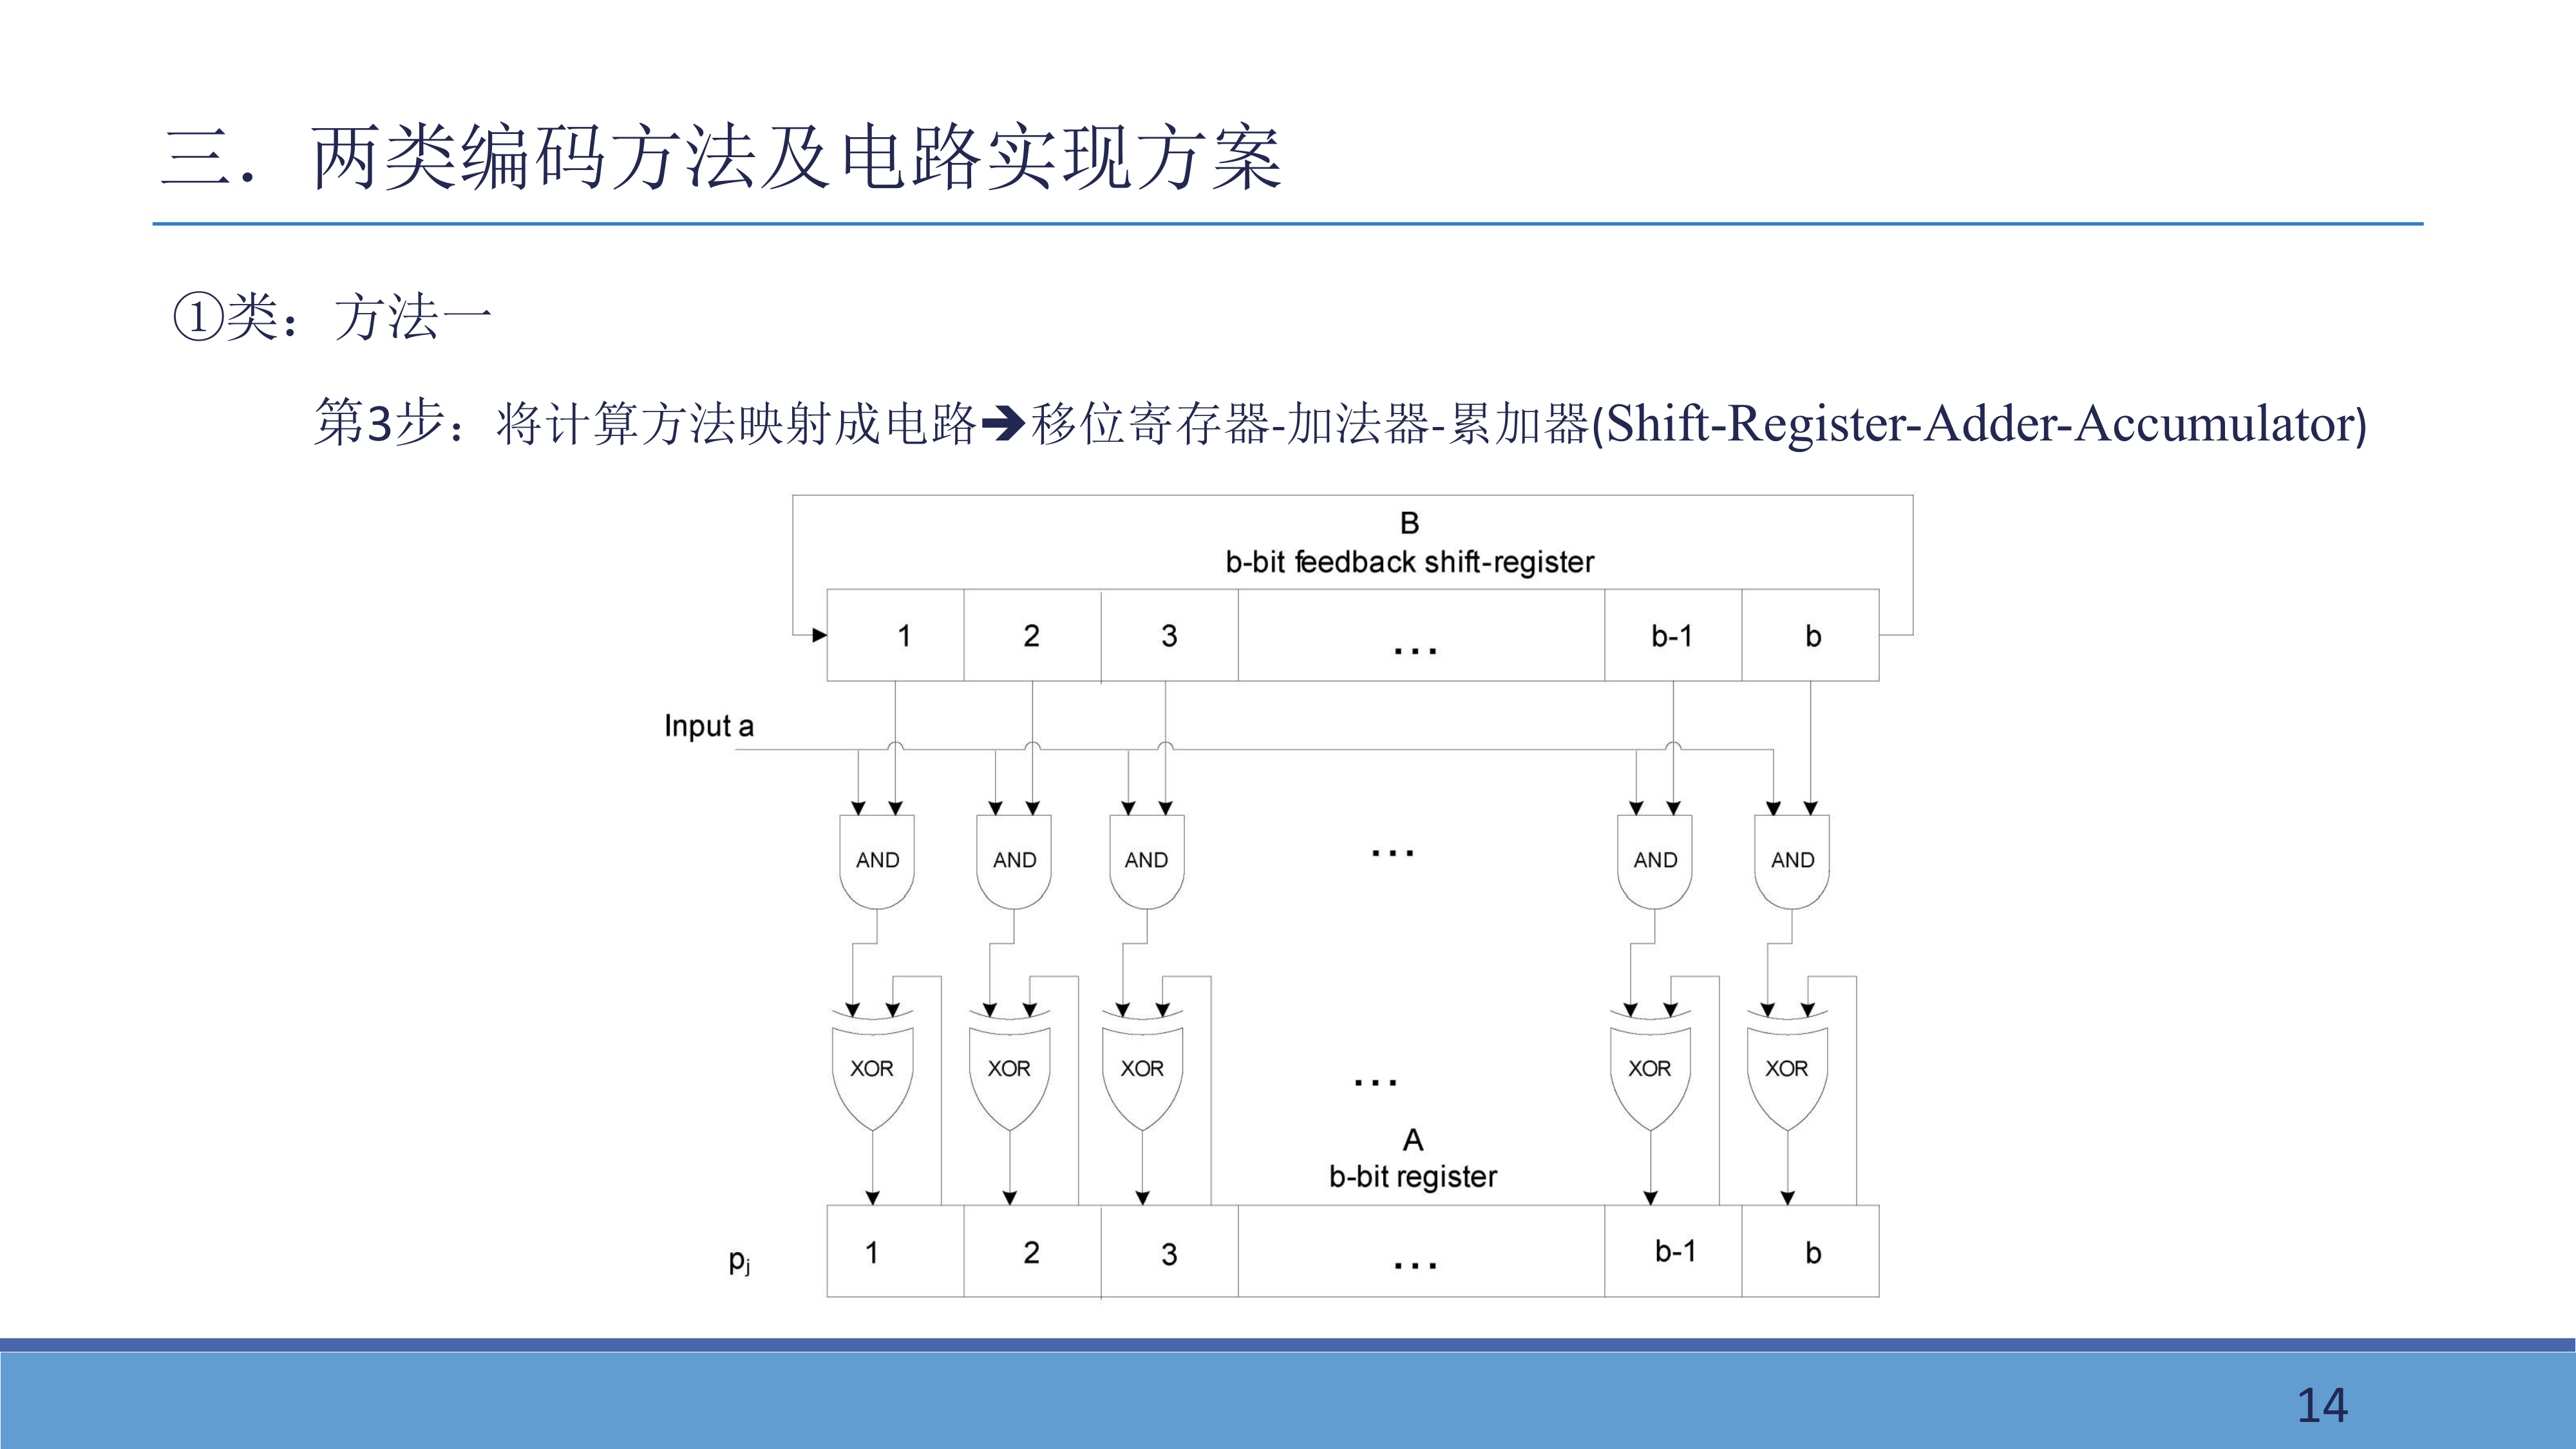 三．两类编码方法及电路实现方案
①类：方法一
第3步：将计算方法映射成电路➔移位寄存器-加法器-累加器(Shift-Register-Adder-Accumulator)
B
b-bit feedback shift-register
1 2 3 ... b-1 b
Input a
AND AND AND ... AND AND
XOR XOR XOR ... XOR XOR
A
b-bit register
pj 1 2 3 ... b-1 b
14